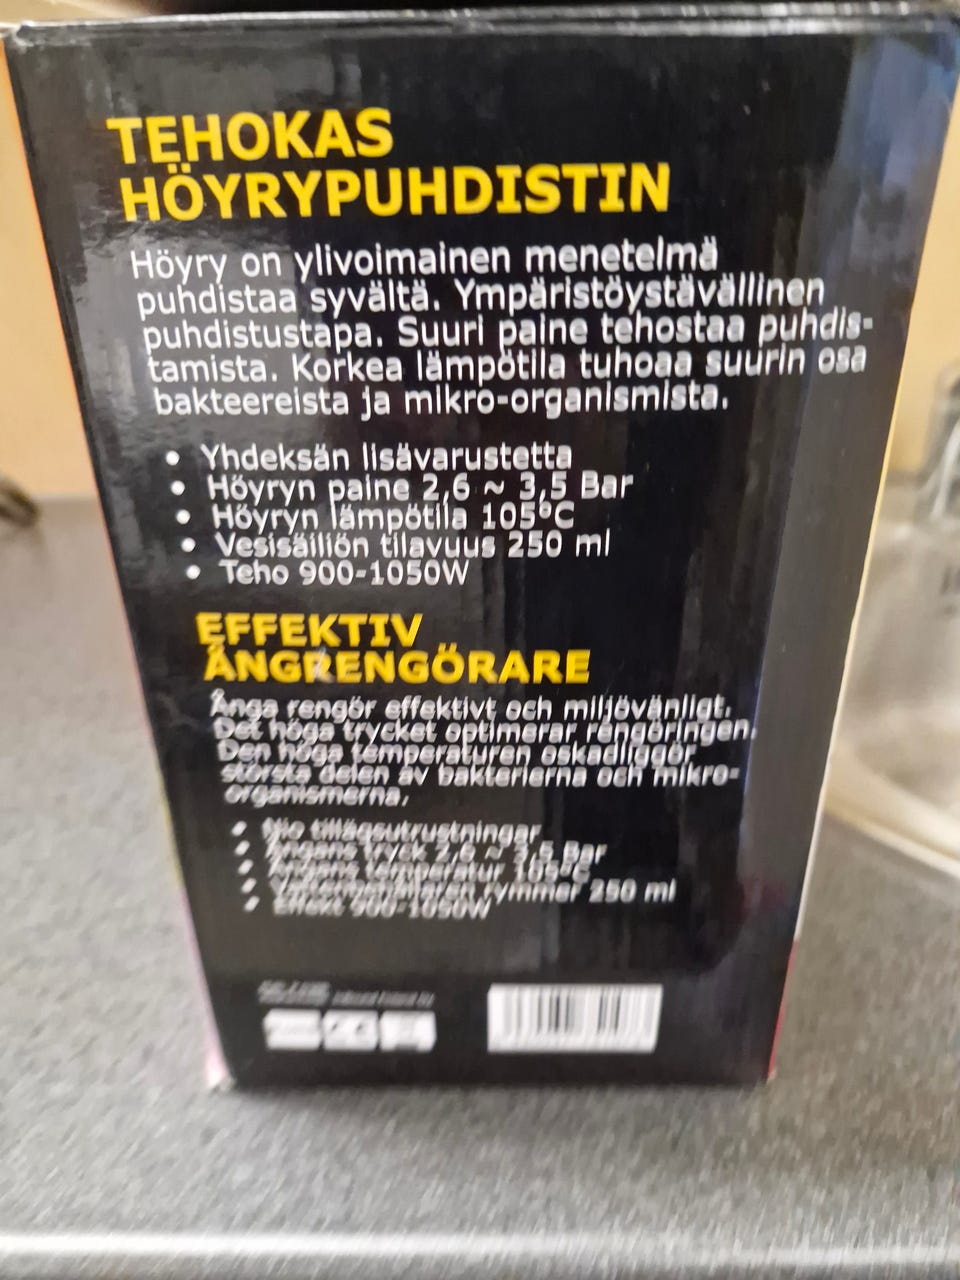 TEHOKAS
HÖYRYPUHDISTIN
Höyry on ylivoimainen menetelmä
puhdistaa syvältä. Ympäristöystävällinen
puhdistustapa. Suuri paine tehostaa puhdis-
tamista. Korkea lämpötila tuhoaa suurin osa
bakteereista ja mikro-organismista.
• Yhdeksän lisävarustetta
• Höyryn paine 2,6 ~ 3,5 Bar
• Höyryn lämpötila 105°C
• Vesisäiliön tilavuus 250 ml
• Teho 900-1050W
EFFEKTIV
ÅNGRENGÖRARE
Ånga rengör effektivt och miljövänligt.
Det höga trycket optimerar rengöringen.
Den höga temperaturen oskadliggör
största delen av bakterierna och mikro-
organismerna.
• Nio tilläqsutrustningar
• Ångans tryck 2,6 ~ 3,5 Bar
• Ångans temperatur 105°C
• rymmer 250 ml
• Effekt 900-1050W